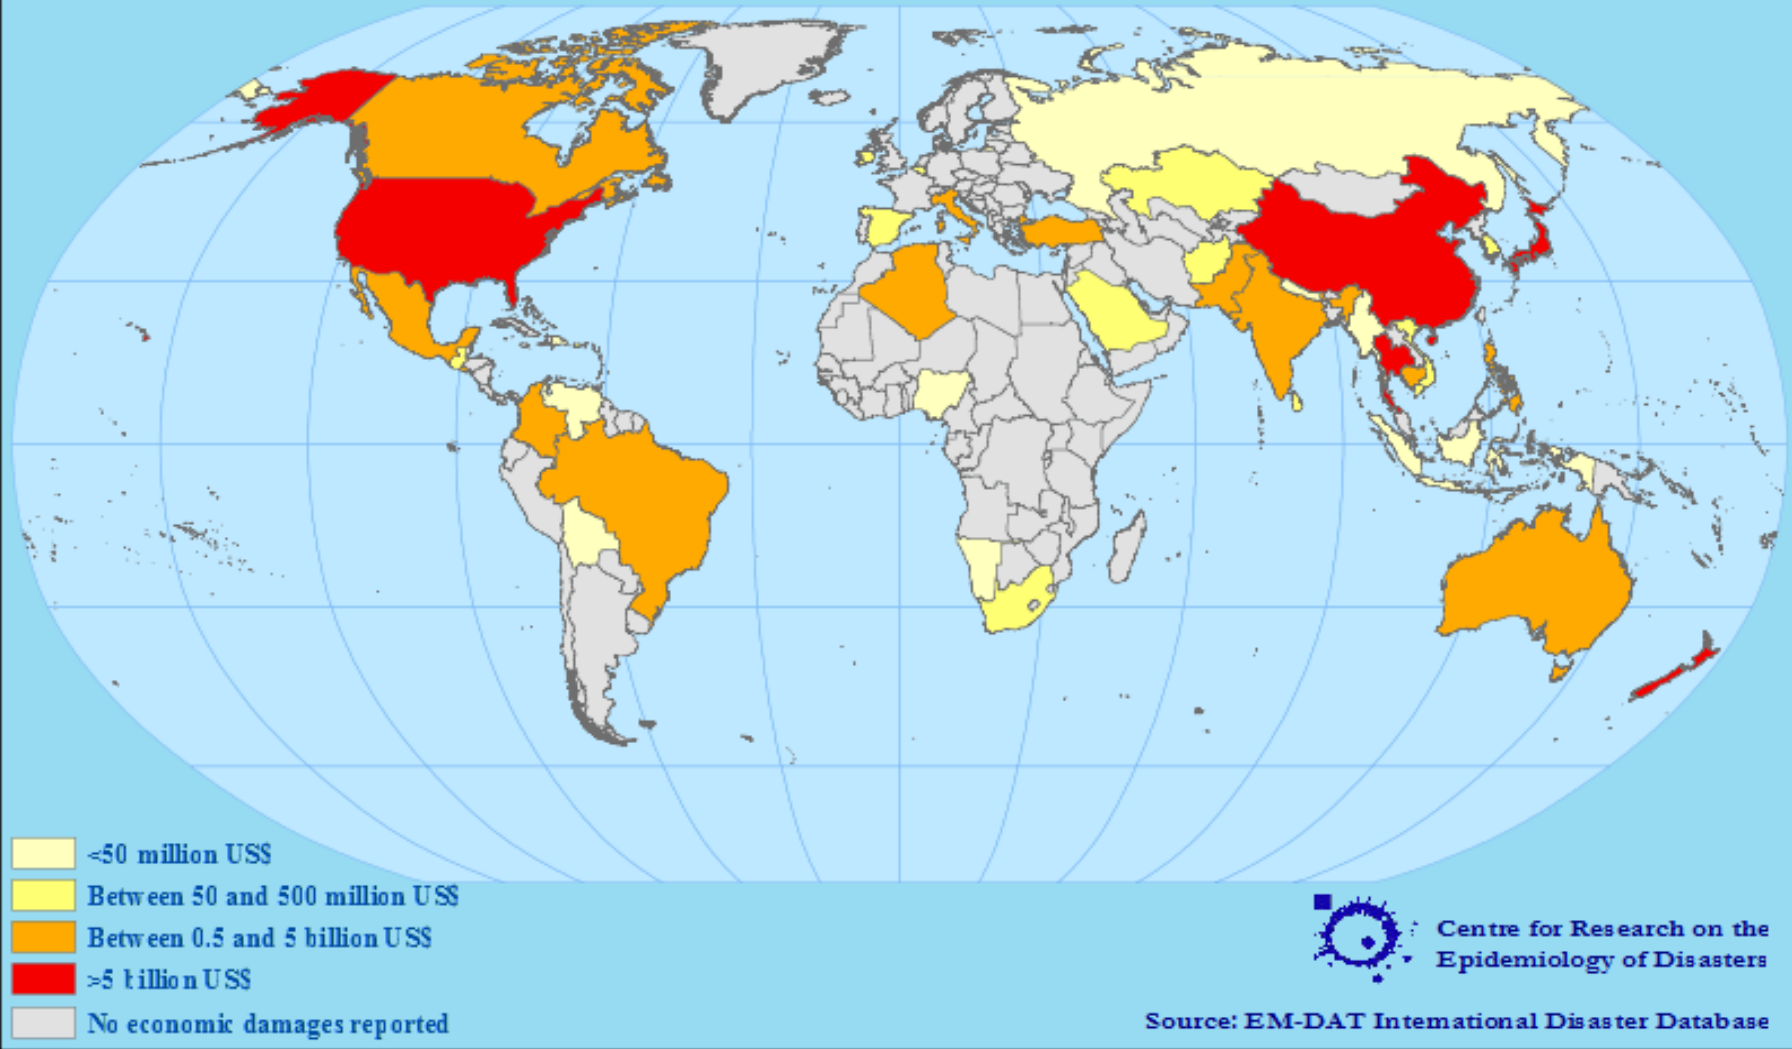 <50 million US$
Between 50 and 500 million US$
Between 0.5 and 5 billion US$
>5 billion US$
No economic damages reported
Centre for Research on the
Epidemiology of Disasters
Source: EM-DAT International Disaster Database